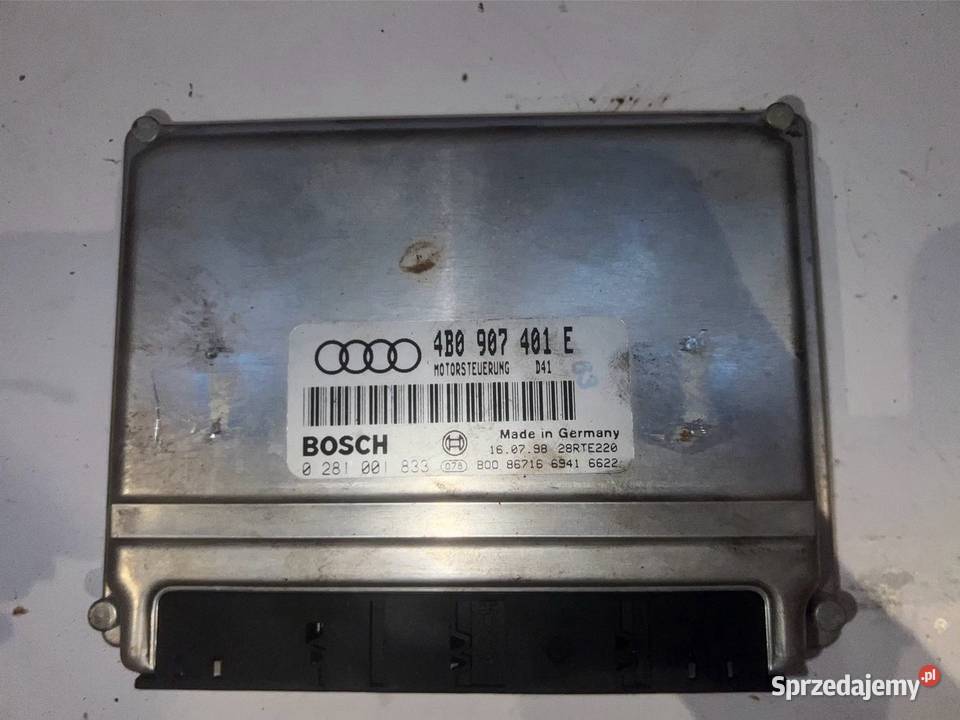 4B0 907 401 E
MOTORSTEUERUNG D41
BOSCH
Made in Germany
16.07.98 28RTE220
0 281 001 833 078 B00 86716 6941 6622
Sprzedajemy.pl